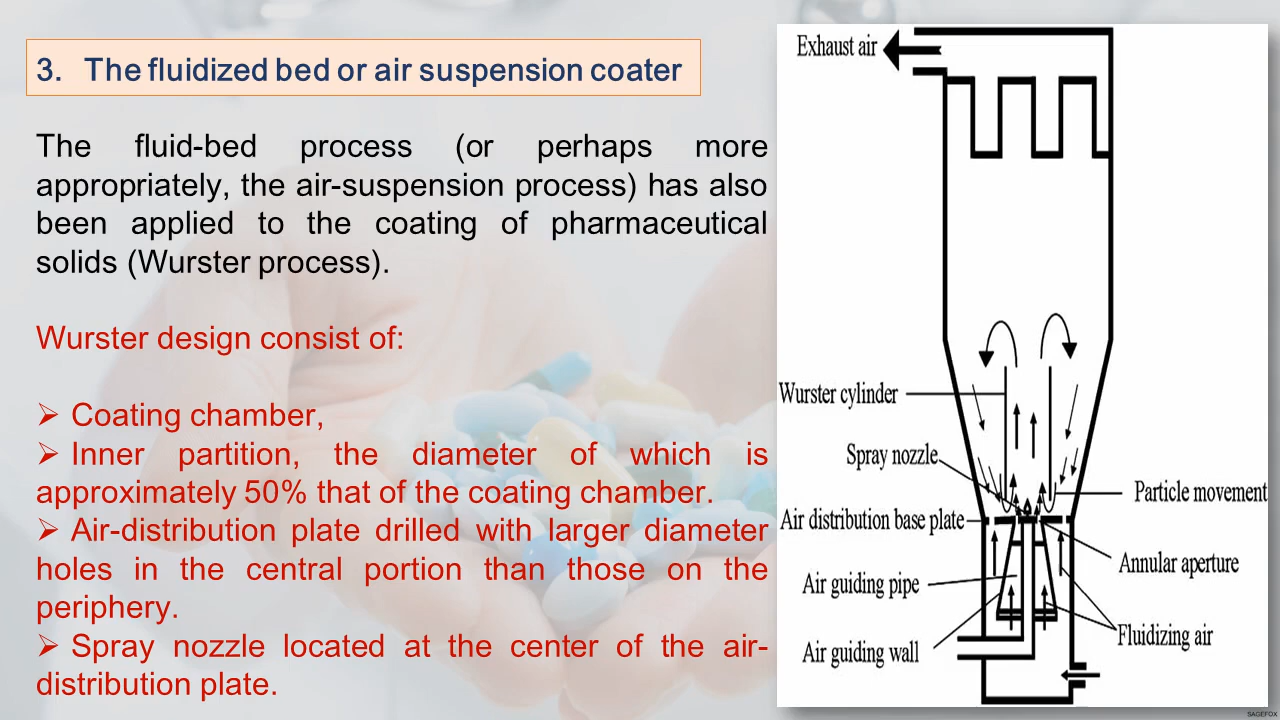 3. The fluidized bed or air suspension coater
The fluid-bed process (or perhaps more
appropriately, the air-suspension process) has also
been applied to the coating of pharmaceutical
solids (Wurster process).
Wurster design consist of:
➢ Coating chamber,
➢ Inner partition, the diameter of which is
approximately 50% that of the coating chamber.
➢ Air-distribution plate drilled with larger diameter
holes in the central portion than those on the
periphery.
➢ Spray nozzle located at the center of the air-
distribution plate.
Exhaust air
Wurster cylinder
Spray nozzle
Particle movement
Air distribution base plate
Annular aperture
Air guiding pipe
Fluidizing air
Air guiding wall
SAGEFOX